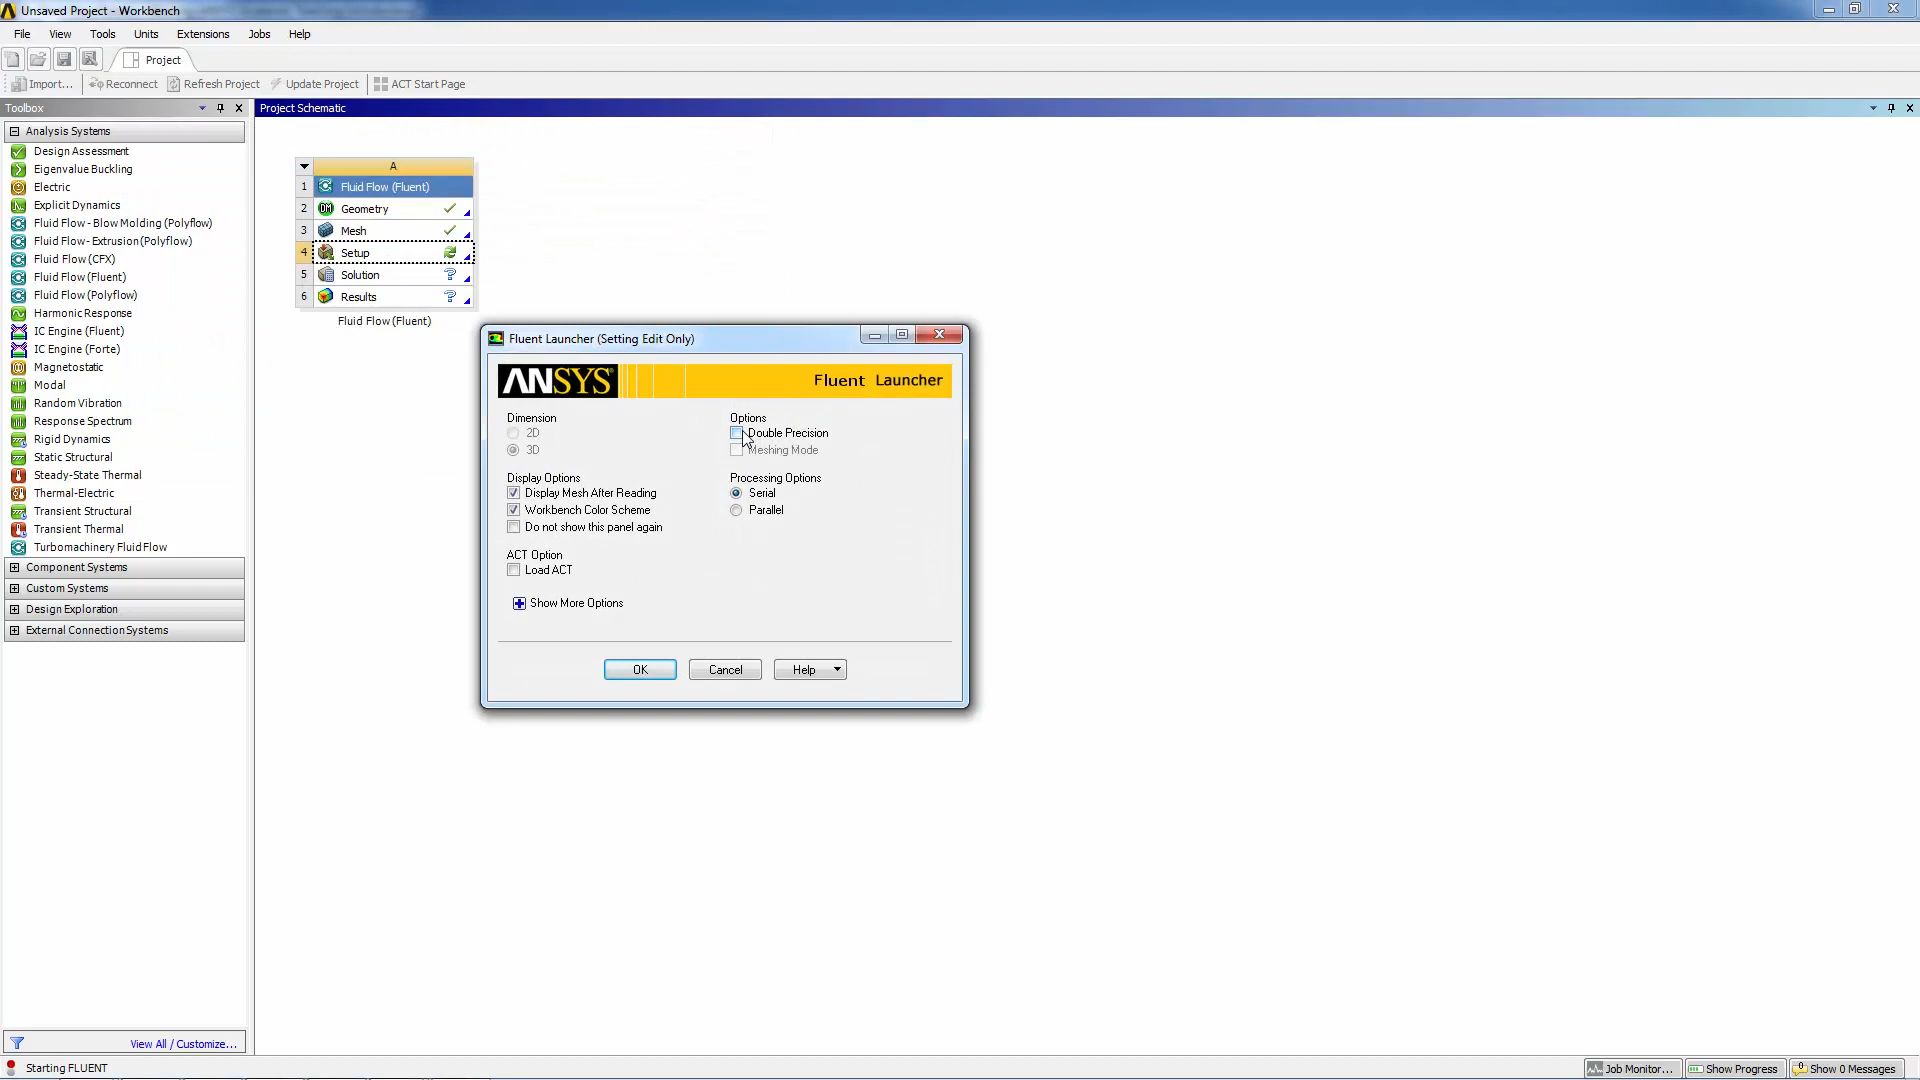 Unsaved Project - Workbench
File View Tools Units Extensions Jobs Help
Project
Import... Reconnect Refresh Project Update Project ACT Start Page
Toolbox
Project Schematic
Analysis Systems
Design Assessment
Eigenvalue Buckling
Electric
Explicit Dynamics
Fluid Flow - Blow Molding (Polyflow)
Fluid Flow - Extrusion (Polyflow)
Fluid Flow (CFX)
Fluid Flow (Fluent)
Fluid Flow (Polyflow)
Harmonic Response
IC Engine (Fluent)
IC Engine (Forte)
Magnetostatic
Modal
Random Vibration
Response Spectrum
Rigid Dynamics
Static Structural
Steady-State Thermal
Thermal-Electric
Transient Structural
Transient Thermal
Turbomachinery Fluid Flow
Component Systems
Custom Systems
Design Exploration
External Connection Systems
View All / Customize...
A
1 Fluid Flow (Fluent)
2 DM Geometry
3 Mesh
4 Setup
5 Solution ?
6 Results ?
Fluid Flow (Fluent)
Fluent Launcher (Setting Edit Only)
ANSYS Fluent Launcher
Dimension
2D
3D
Options
Double Precision
Meshing Mode
Display Options
Display Mesh After Reading
Workbench Color Scheme
Do not show this panel again
Processing Options
Serial
Parallel
ACT Option
Load ACT
Show More Options
OK Cancel Help
Starting FLUENT
Job Monitor... Show Progress Show 0 Messages